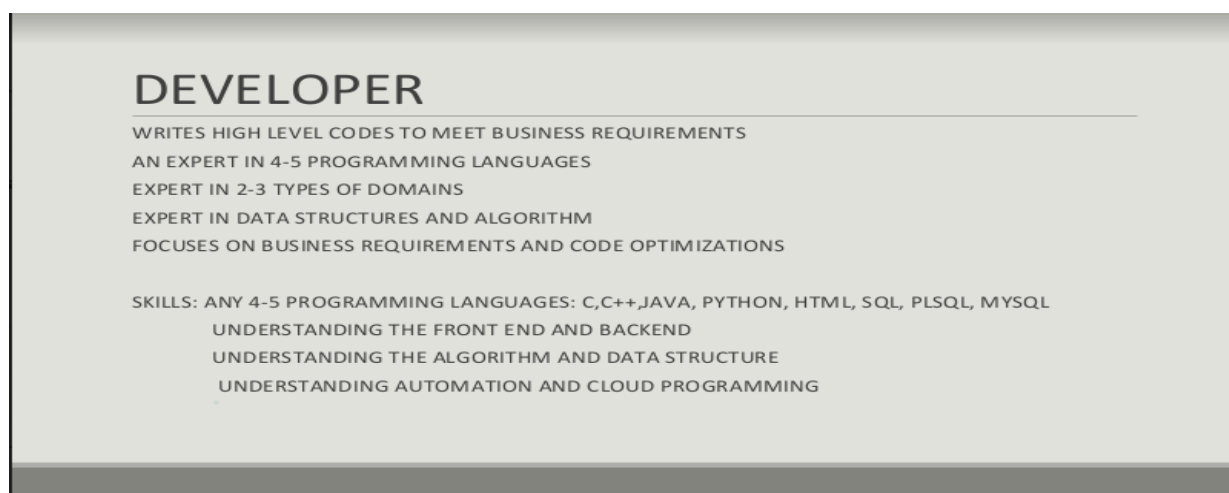 DEVELOPER
WRITES HIGH LEVEL CODES TO MEET BUSINESS REQUIREMENTS
AN EXPERT IN 4-5 PROGRAMMING LANGUAGES
EXPERT IN 2-3 TYPES OF DOMAINS
EXPERT IN DATA STRUCTURES AND ALGORITHM
FOCUSES ON BUSINESS REQUIREMENTS AND CODE OPTIMIZATIONS
SKILLS: ANY 4-5 PROGRAMMING LANGUAGES: C,C++,JAVA, PYTHON, HTML, SQL, PLSQL, MYSQL
UNDERSTANDING THE FRONT END AND BACKEND
UNDERSTANDING THE ALGORITHM AND DATA STRUCTURE
UNDERSTANDING AUTOMATION AND CLOUD PROGRAMMING